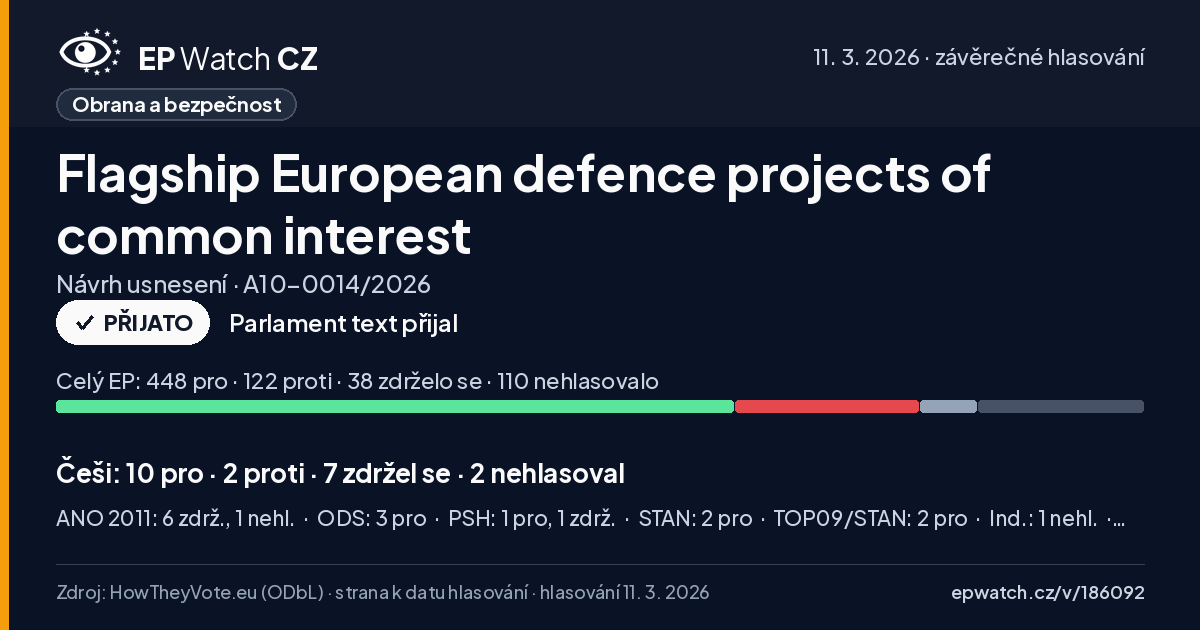 EP Watch CZ
11. 3. 2026 · závěrečné hlasování
Obrana a bezpečnost
Flagship European defence projects of
common interest
Návrh usnesení · A10–0014/2026
✓ PŘIJATO
Parlament text přijal
Celý EP: 448 pro · 122 proti · 38 zdrželo se · 110 nehlasovalo
Češi: 10 pro · 2 proti · 7 zdržel se · 2 nehlasoval
ANO 2011: 6 zdrž., 1 nehl. · ODS: 3 pro · PSH: 1 pro, 1 zdrž. · STAN: 2 pro · TOP09/STAN: 2 pro · Ind.: 1 nehl. ·…
Zdroj: HowTheyVote.eu (ODbL) · strana k datu hlasování · hlasování 11. 3. 2026
epwatch.cz/v/186092